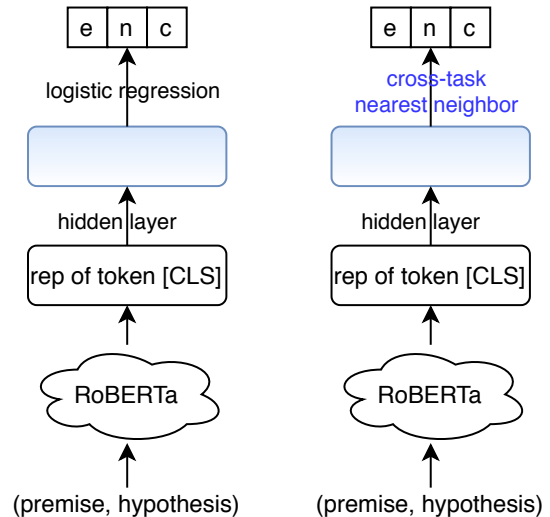 e n c
logistic regression
hidden layer
rep of token [CLS]
RoBERTa
(premise, hypothesis)
e n c
cross-task
nearest neighbor
hidden layer
rep of token [CLS]
RoBERTa
(premise, hypothesis)